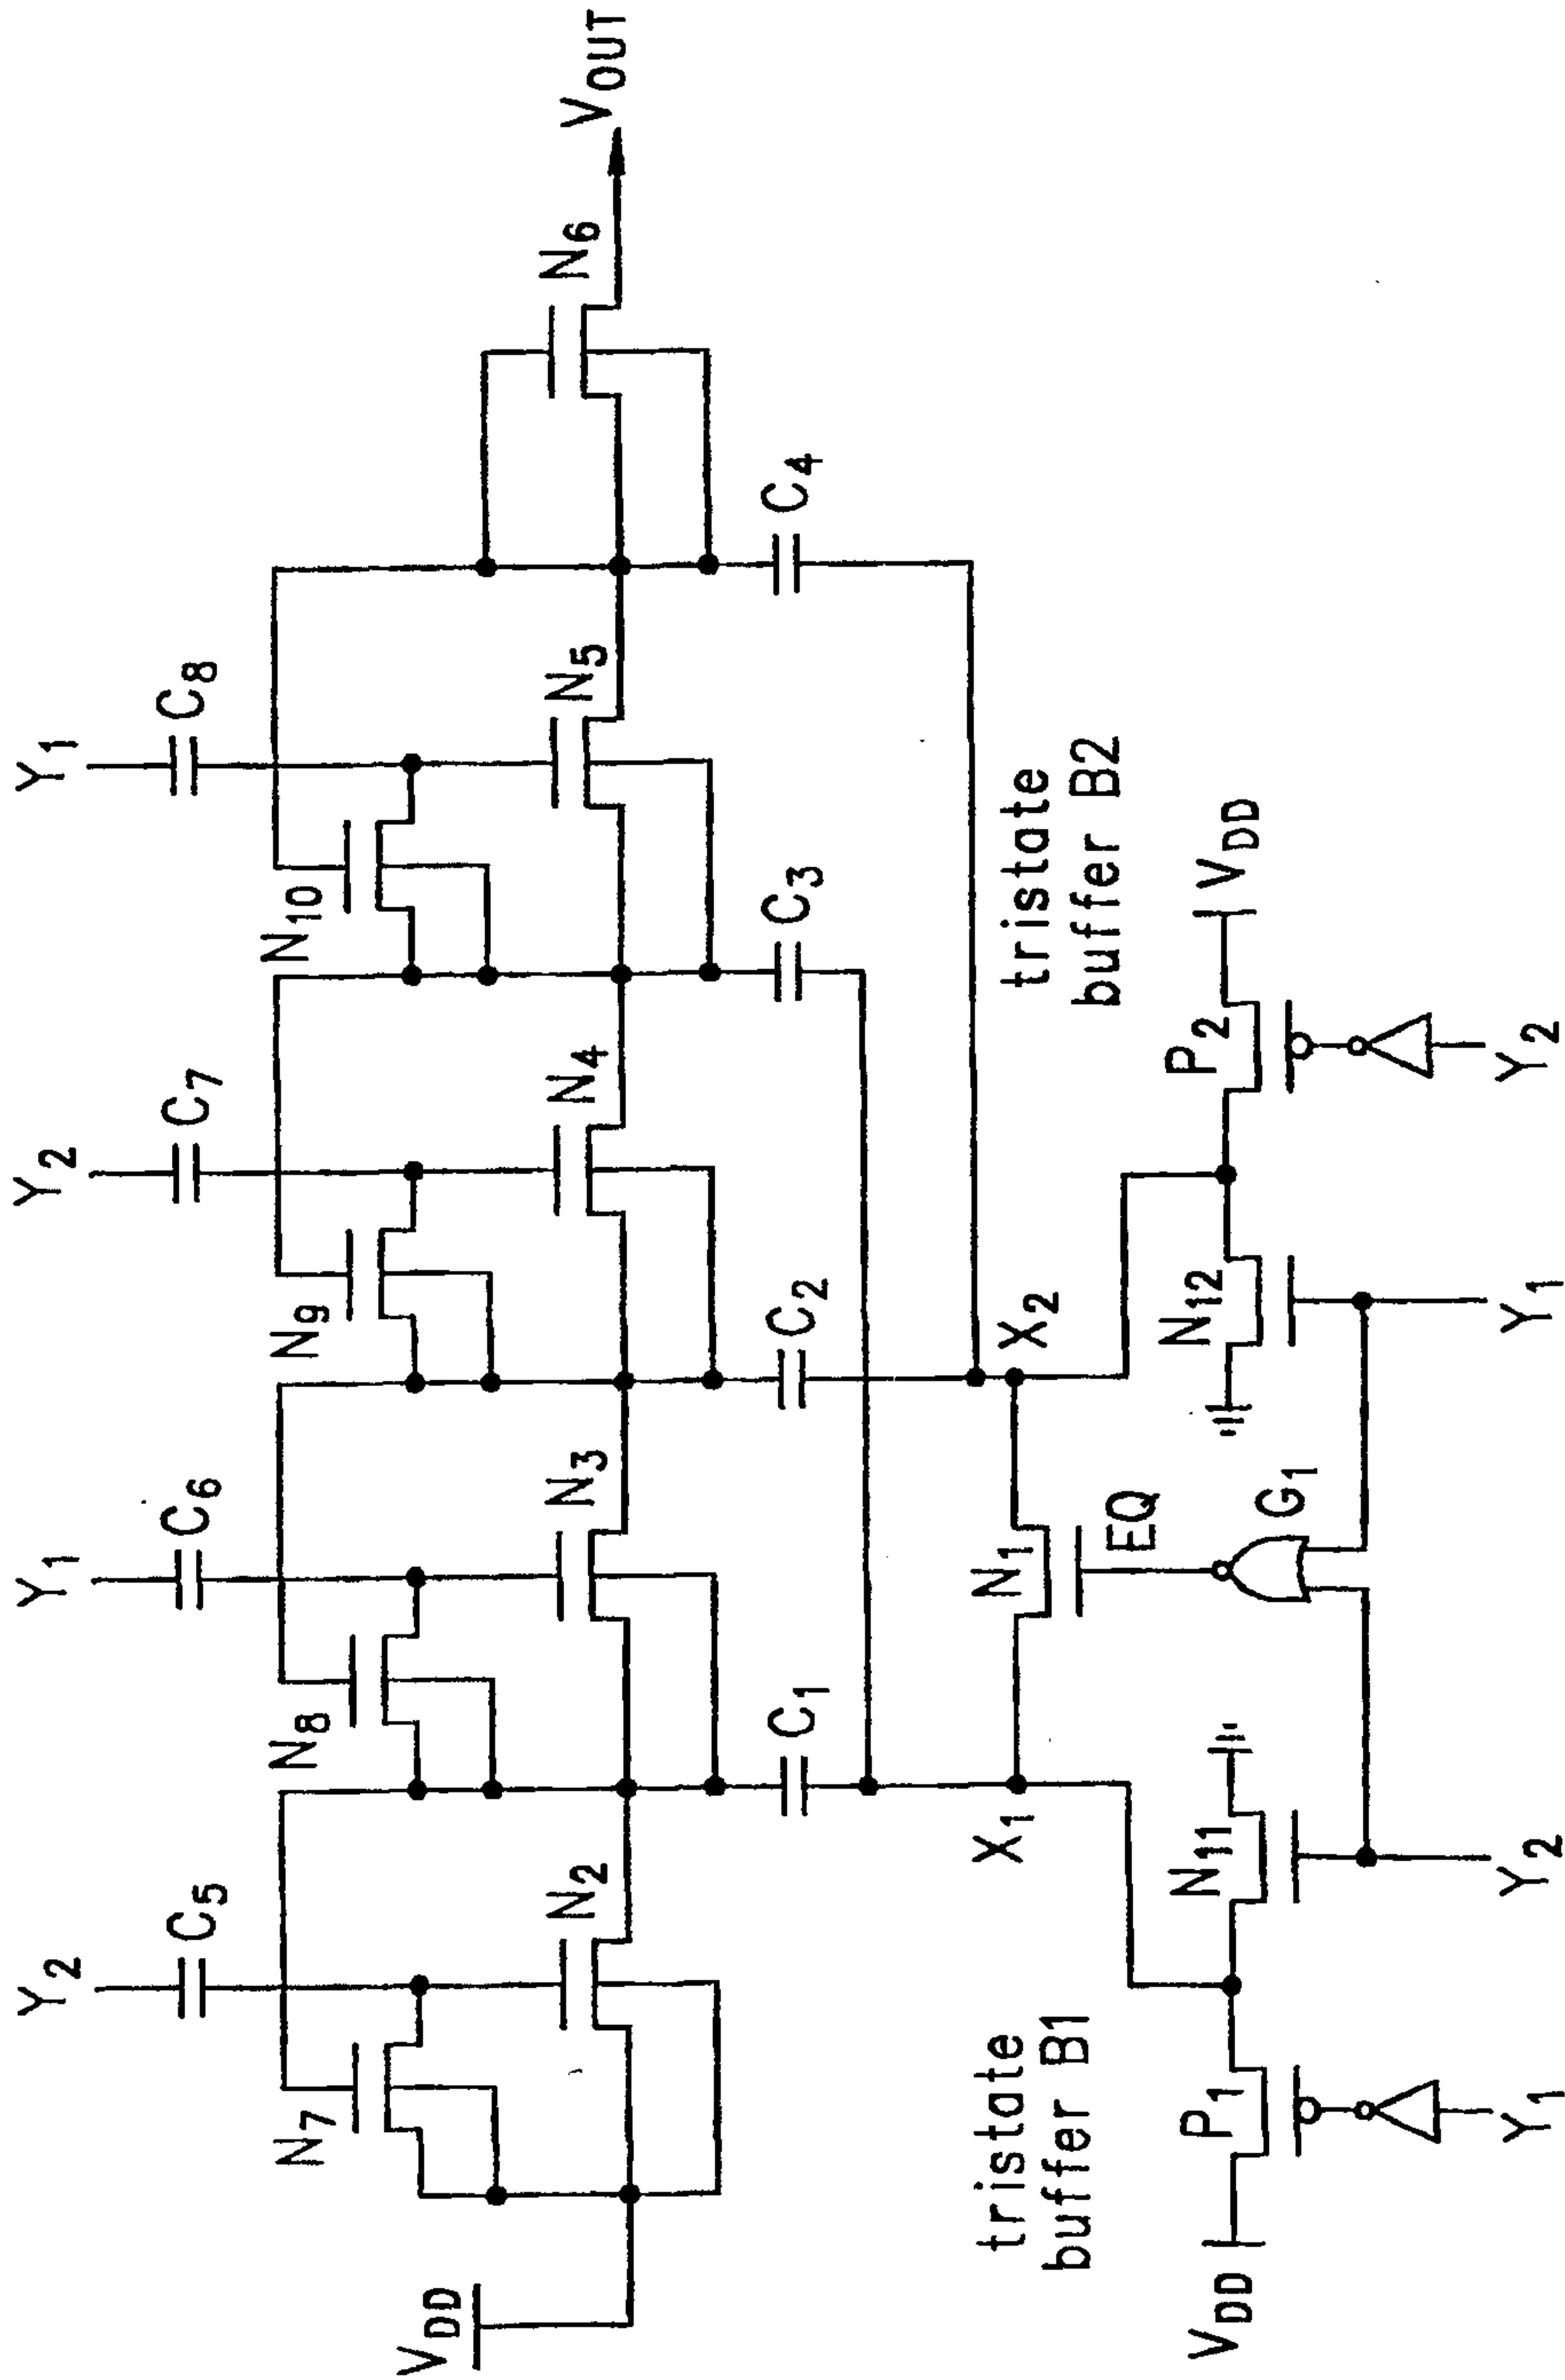 Y₂
Y₁
Y₂
Y₁
C₅
C₆
C₇
C₈
N₇
N₈
N₉
N₁₀
N₂
N₃
N₄
N₅
N₆
V_DD
V_OUT
C₁
C₂
C₃
C₄
X₁
X₂
N₁
EQ
G₁
tristate
buffer B1
tristate
buffer B2
V_DD
P₁
N₁₁
N₁₂
P₂
V_DD
Y₁
Y₂
Y₁
Y₂